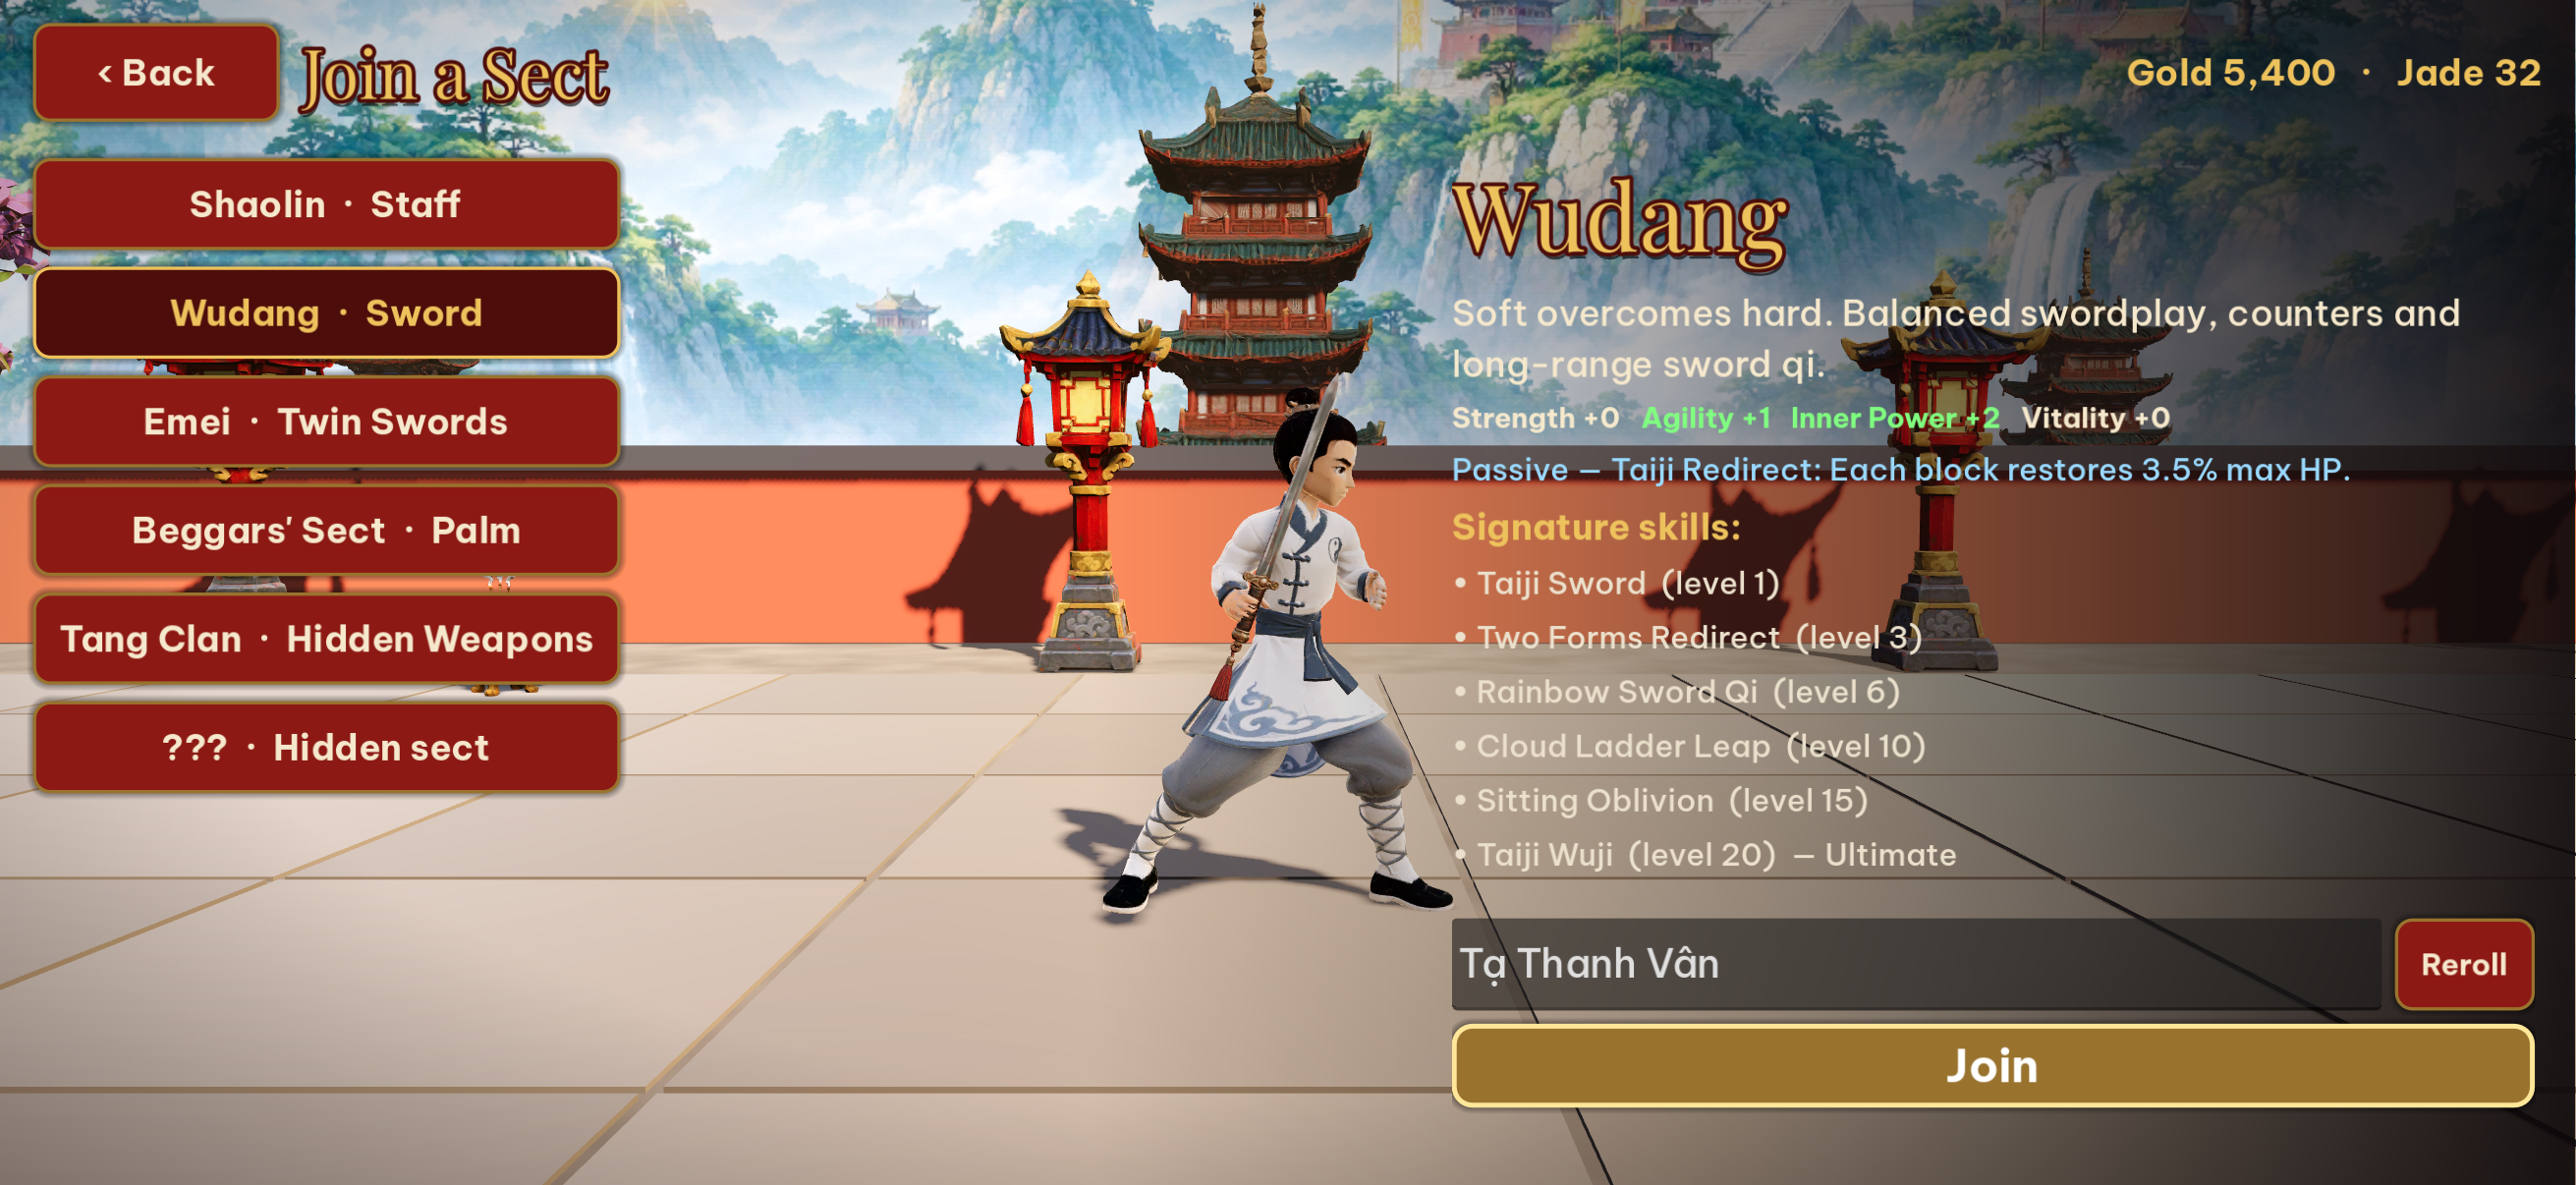 < Back
Join a Sect
Gold 5,400 · Jade 32
Shaolin · Staff
Wudang · Sword
Emei · Twin Swords
Beggars' Sect · Palm
Tang Clan · Hidden Weapons
??? · Hidden sect
Wudang
Soft overcomes hard. Balanced swordplay, counters and
long-range sword qi.
Strength +0 Agility +1 Inner Power +2 Vitality +0
Passive — Taiji Redirect: Each block restores 3.5% max HP.
Signature skills:
• Taiji Sword (level 1)
• Two Forms Redirect (level 3)
• Rainbow Sword Qi (level 6)
• Cloud Ladder Leap (level 10)
• Sitting Oblivion (level 15)
• Taiji Wuji (level 20) — Ultimate
Tạ Thanh Vân
Reroll
Join